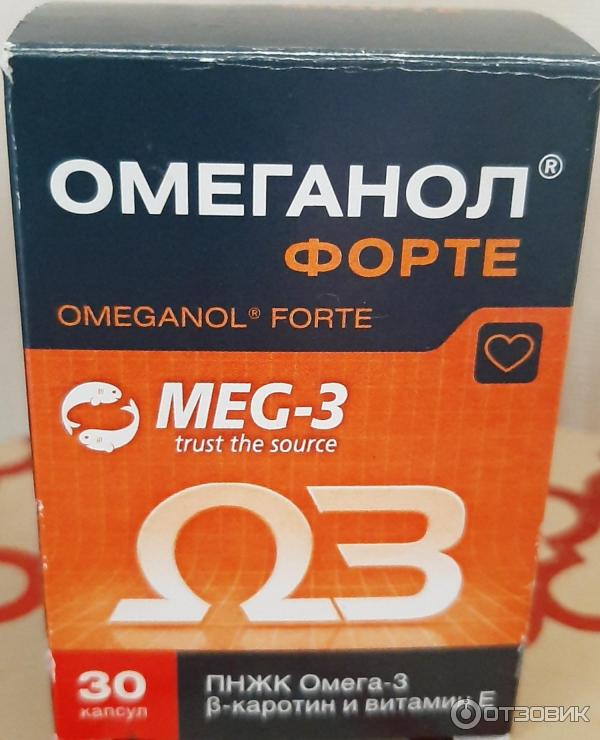 ОМЕГАНОЛ®
ФОРТЕ
OMEGANOL® FORTE
MEG-3
trust the source
Ω3
30
капсул
ПНЖК Омега-3
β-каротин и витамин Е
ОТЗОВИК